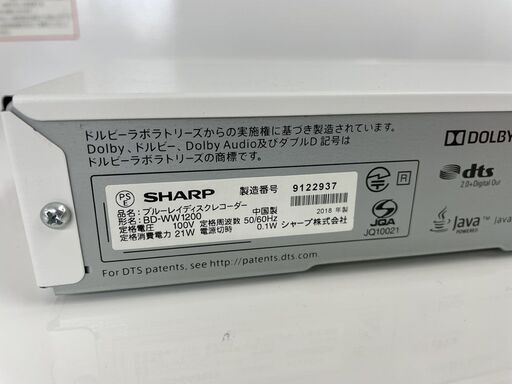 ドルビーラボラトリーズからの実施権に基づき製造されています。
Dolby、ドルビー、Dolby Audio及びダブルD 記号は
ドルビーラボラトリーズの商標です。
DOLBY
dts
2.0+Digital Out
PS
E
SHARP 製造番号 9122937
品名：ブルーレイディスクレコーダー 中国製 2018 年製
形名：BD-WW1200 定格周波数 50/60Hz シャープ株式会社
定格電圧 100V
定格消費電力 21W 電源切時 0.1W
R
JQA
JQ10021
Java™
POWERED
Java
For DTS patents, see http://patents.dts.com.